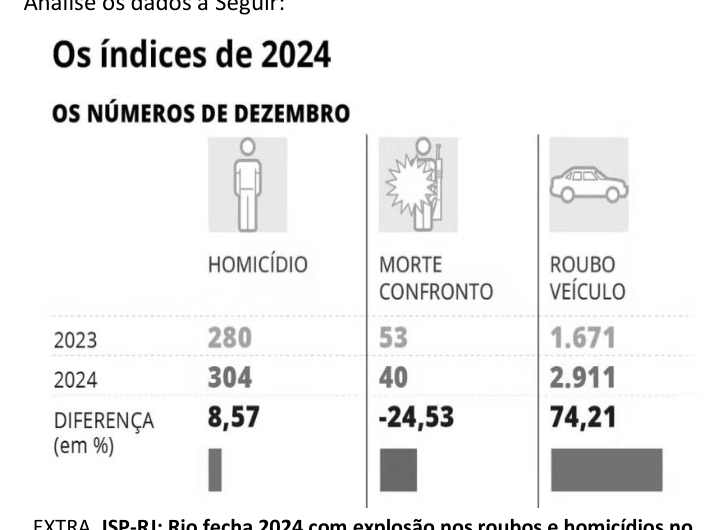 Analise os dados a Seguir:
Os índices de 2024
OS NÚMEROS DE DEZEMBRO
HOMICÍDIO MORTE CONFRONTO ROUBO VEÍCULO
2023 280 53 1.671
2024 304 40 2.911
DIFERENÇA (em %) 8,57 -24,53 74,21
EXTRA. ISP-RJ: Rio fecha 2024 com explosão nos roubos e homicídios no